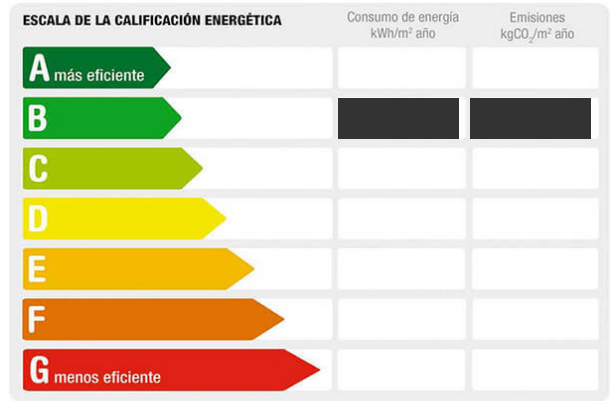 ESCALA DE LA CALIFICACIÓN ENERGÉTICA
Consumo de energía
kWh/m² año
Emisiones
kgCO₂/m² año
A más eficiente
B
C
D
E
F
G menos eficiente